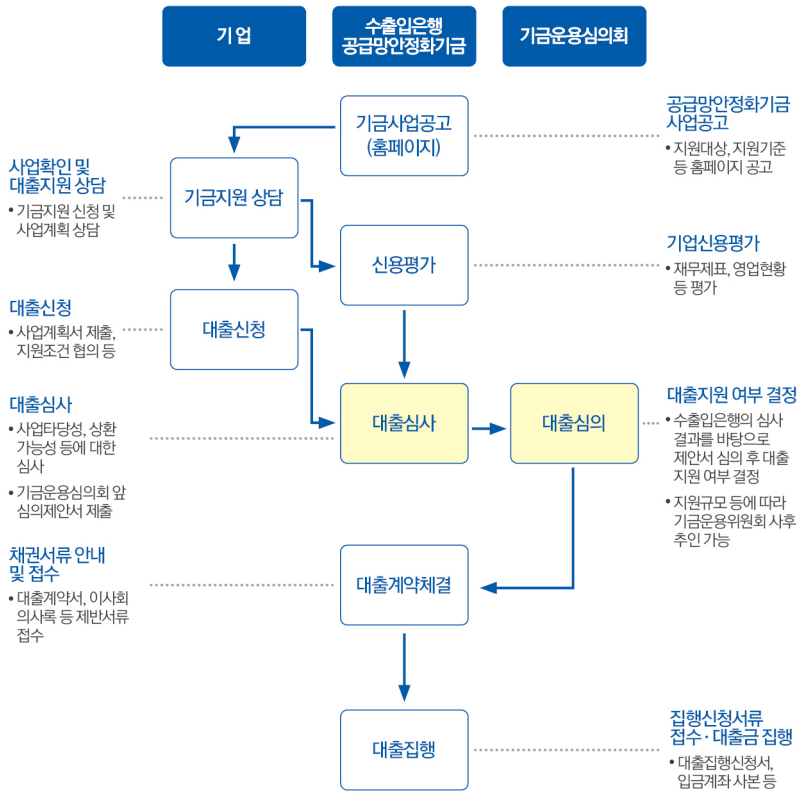 기 업
수출입은행
공급망안정화기금
기금운용심의회
기금사업공고
(홈페이지)
공급망안정화기금
사업공고
• 지원대상, 지원기준
등 홈페이지 공고
사업확인 및
대출지원 상담
• 기금지원 신청 및
사업계획 상담
기금지원 상담
신용평가
기업신용평가
• 재무제표, 영업현황
등 평가
대출신청
• 사업계획서 제출,
지원조건 협의 등
대출신청
대출심사
• 사업타당성, 상환
가능성 등에 대한
심사
• 기금운용심의회 앞
심의제안서 제출
대출심사
대출심의
대출지원 여부 결정
• 수출입은행의 심사
결과를 바탕으로
제안서 심의 후 대출
지원 여부 결정
• 지원규모 등에 따라
기금운용위원회 사후
추인 가능
채권서류 안내
및 접수
• 대출계약서, 이사회
의사록 등 제반서류
접수
대출계약체결
대출집행
집행신청서류
접수 · 대출금 집행
• 대출집행신청서,
입금계좌 사본 등